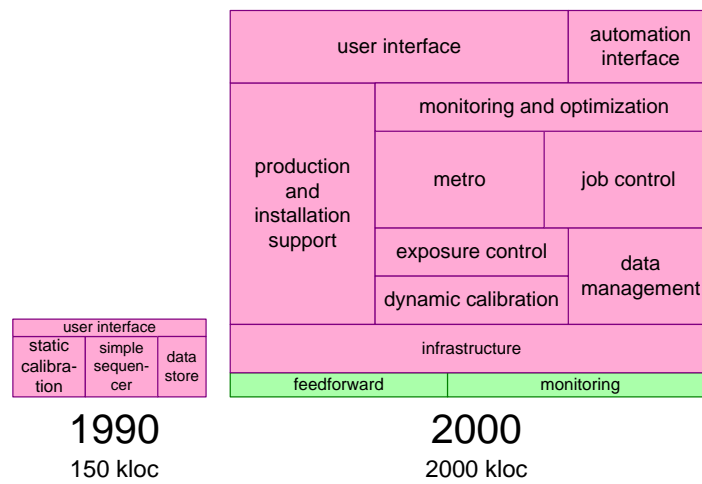 user interface
automation
interface
monitoring and optimization
production
and
installation
support
metro
job control
exposure control
dynamic calibration
data
management
infrastructure
feedforward
monitoring
user interface
static
calibra-
tion
simple
sequen-
cer
data
store
1990
150 kloc
2000
2000 kloc